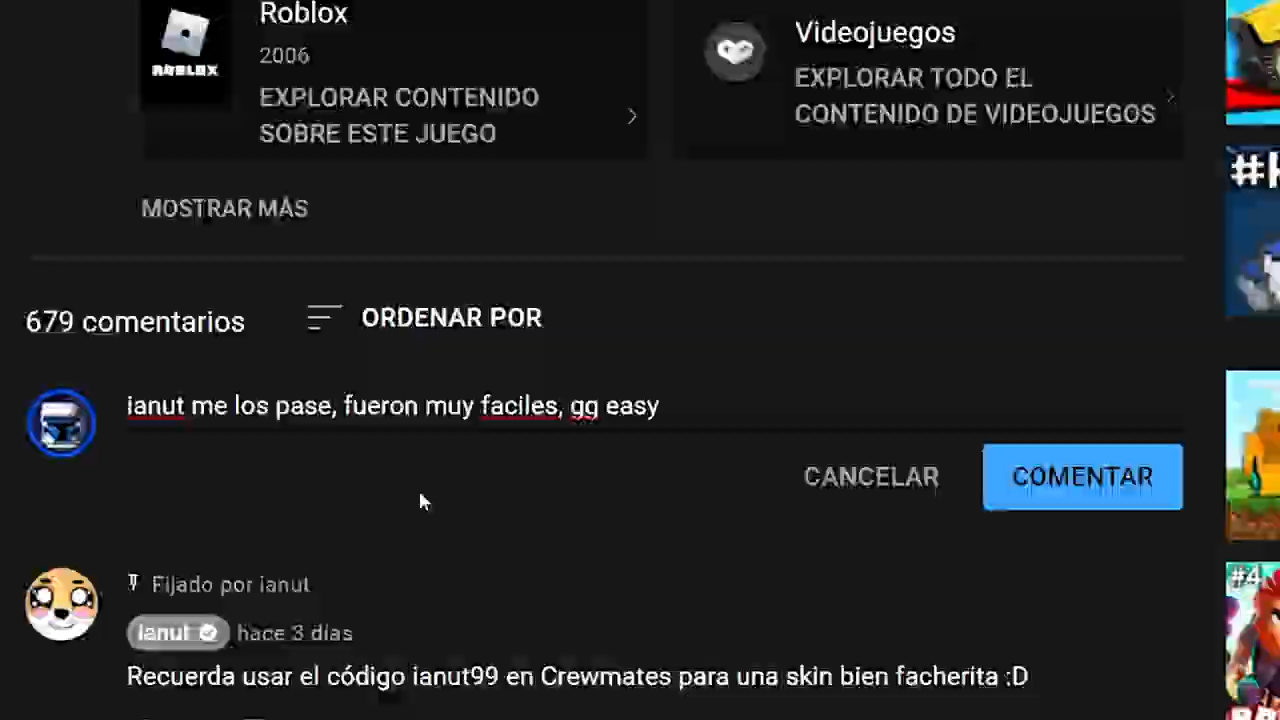 Roblox
2006
ROBLOX
EXPLORAR CONTENIDO
SOBRE ESTE JUEGO
Videojuegos
EXPLORAR TODO EL
CONTENIDO DE VIDEOJUEGOS
MOSTRAR MÁS
679 comentarios
ORDENAR POR
ianut me los pase, fueron muy faciles, gg easy
CANCELAR
COMENTAR
Fijado por ianut
ianut
hace 3 días
Recuerda usar el código ianut99 en Crewmates para una skin bien facherita :D
#4